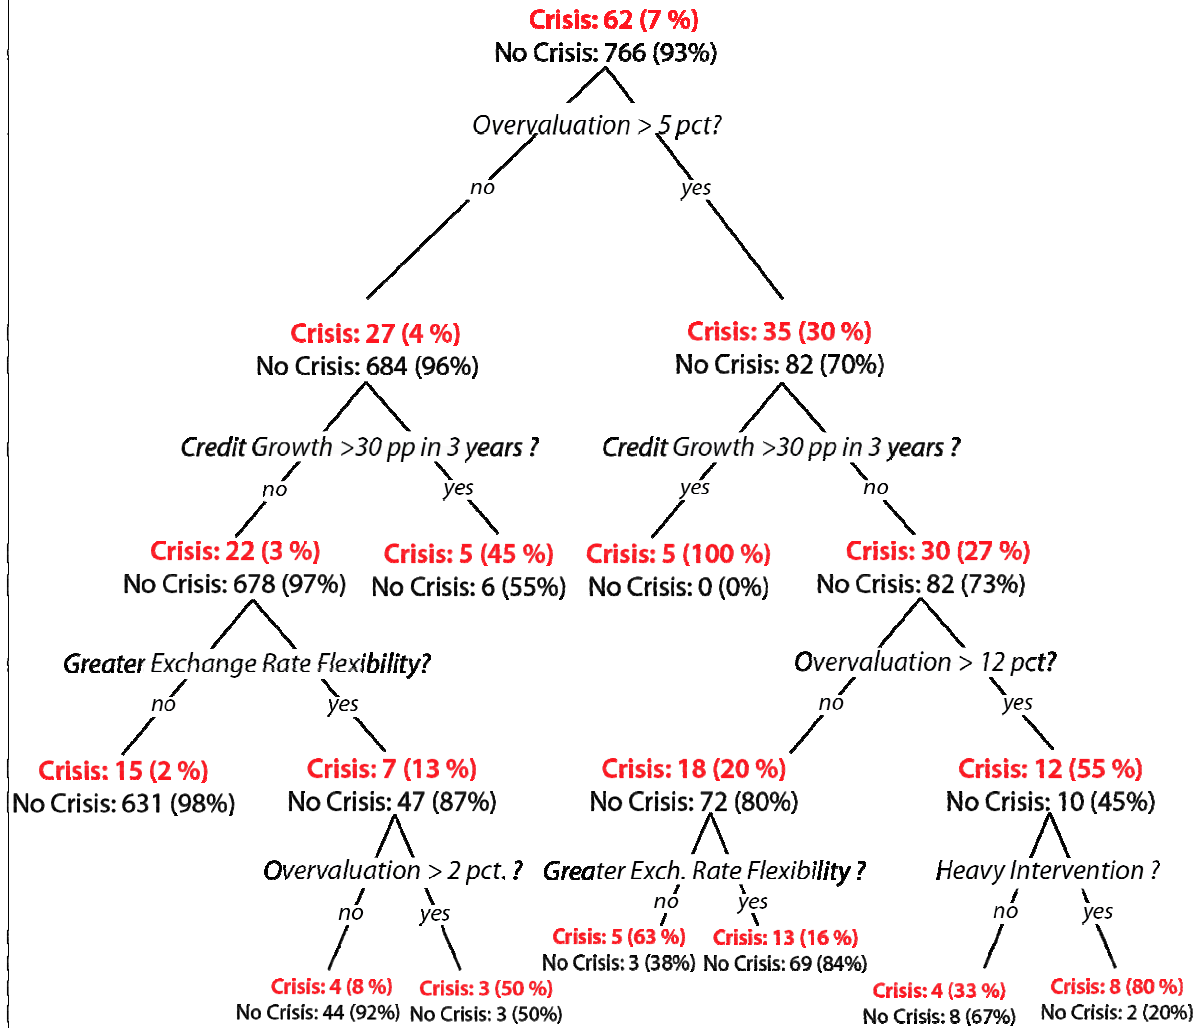 Crisis: 62 (7 %)
No Crisis: 766 (93%)
Overvaluation > 5 pct?
no
yes
Crisis: 27 (4 %)
No Crisis: 684 (96%)
Crisis: 35 (30 %)
No Crisis: 82 (70%)
Credit Growth >30 pp in 3 years ?
Credit Growth >30 pp in 3 years ?
no
yes
yes
no
Crisis: 22 (3 %)
No Crisis: 678 (97%)
Crisis: 5 (45 %)
No Crisis: 6 (55%)
Crisis: 5 (100 %)
No Crisis: 0 (0%)
Crisis: 30 (27 %)
No Crisis: 82 (73%)
Greater Exchange Rate Flexibility?
Overvaluation > 12 pct?
no
yes
no
yes
Crisis: 15 (2 %)
No Crisis: 631 (98%)
Crisis: 7 (13 %)
No Crisis: 47 (87%)
Crisis: 18 (20 %)
No Crisis: 72 (80%)
Crisis: 12 (55 %)
No Crisis: 10 (45%)
Overvaluation > 2 pct. ?
Greater Exch. Rate Flexibility ?
Heavy Intervention ?
no
yes
no
yes
no
yes
Crisis: 5 (63 %)
No Crisis: 3 (38%)
Crisis: 13 (16 %)
No Crisis: 69 (84%)
Crisis: 4 (8 %)
No Crisis: 44 (92%)
Crisis: 3 (50 %)
No Crisis: 3 (50%)
Crisis: 4 (33 %)
No Crisis: 8 (67%)
Crisis: 8 (80 %)
No Crisis: 2 (20%)